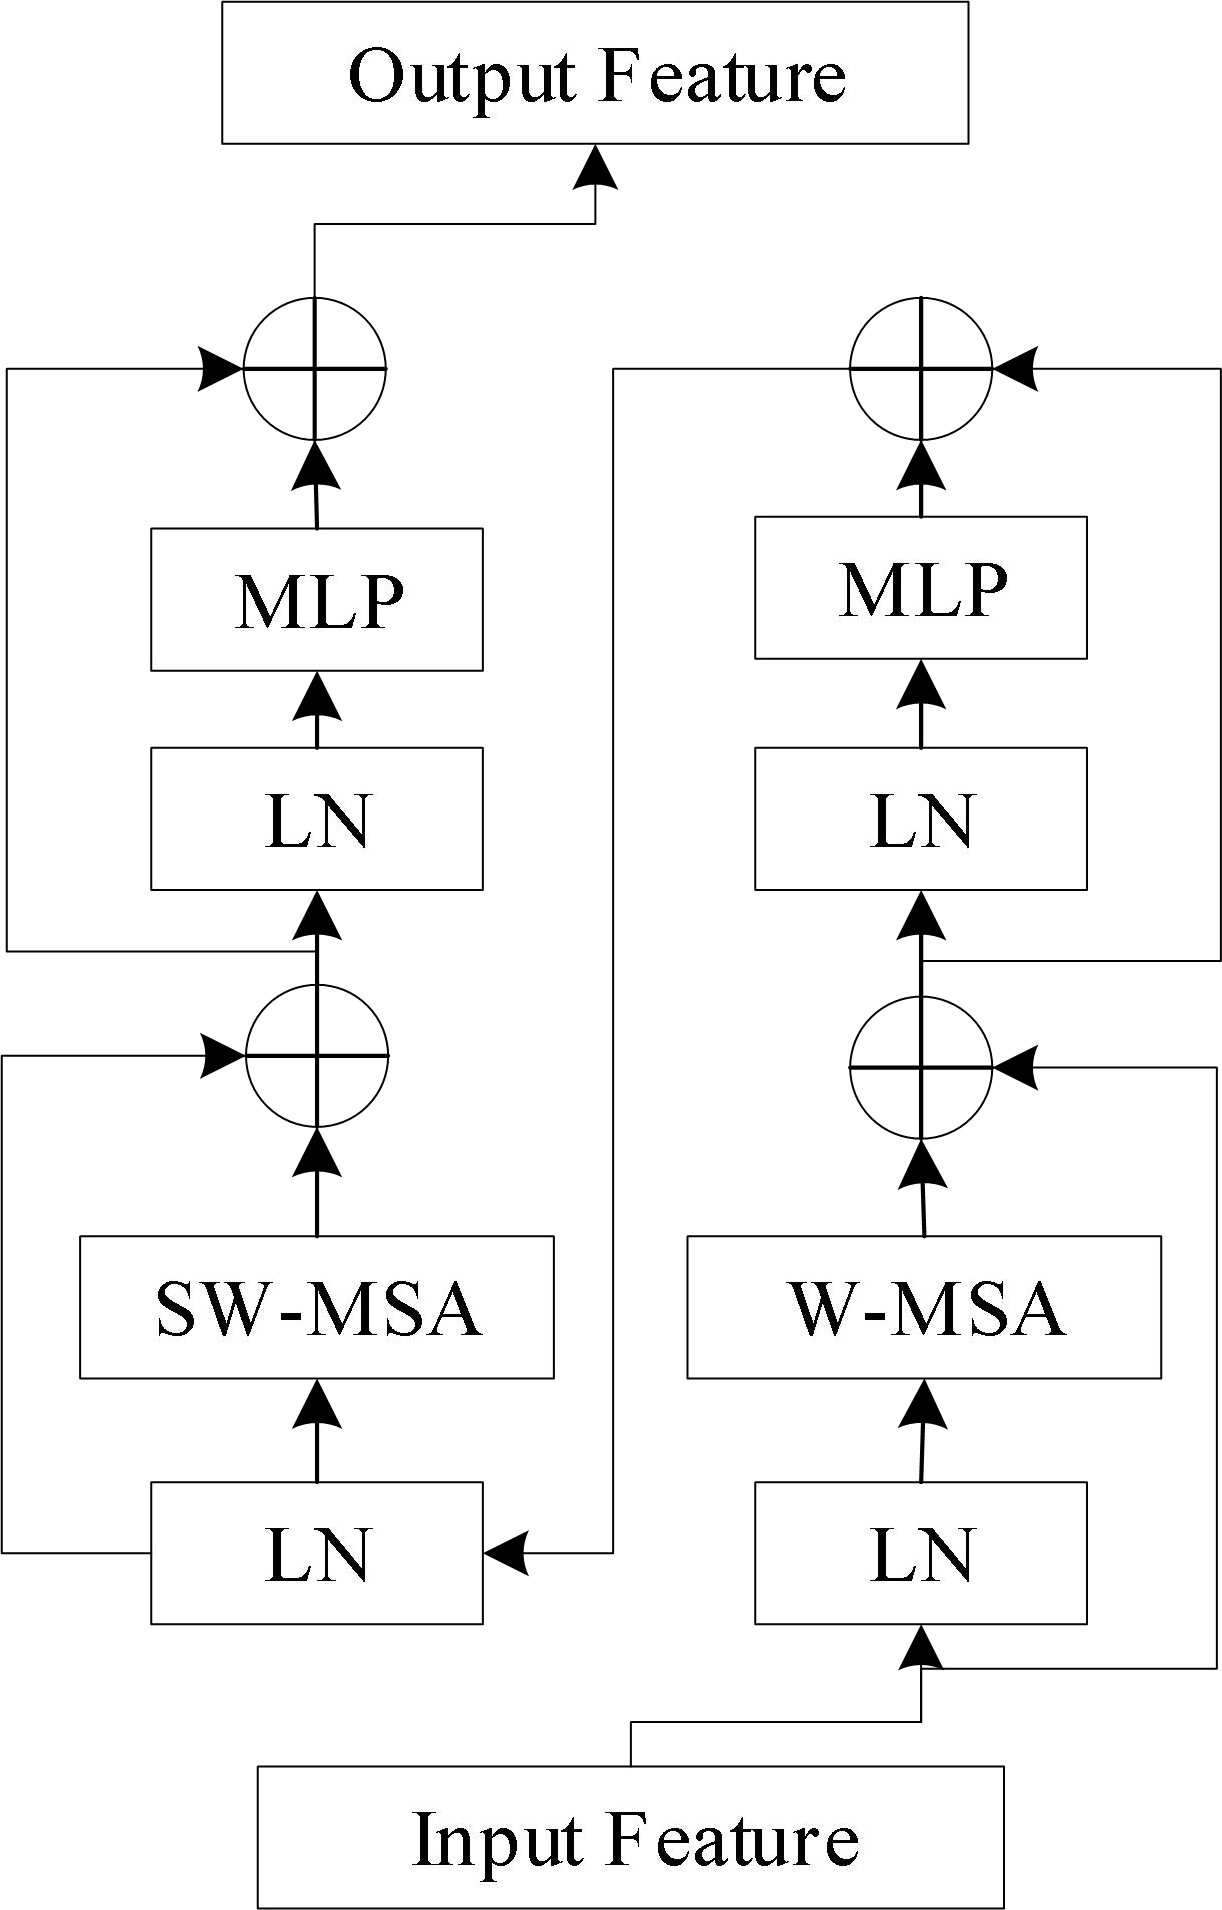 Output Feature
MLP
MLP
LN
LN
SW-MSA
W-MSA
LN
LN
Input Feature